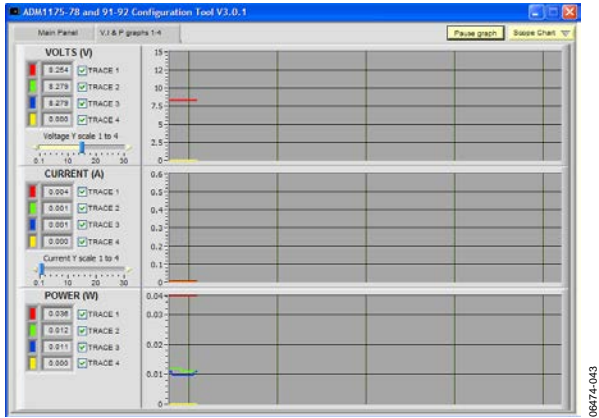 ADM1175-78 and 91-92 Configuration Tool V3.0.1
Main Panel
V.I & P graphs 1-4
Pause graph
Scope Chart
VOLTS (V)
8.254 TRACE 1
8.279 TRACE 2
8.279 TRACE 3
0.000 TRACE 4
Voltage Y scale 1 to 4
0.1 10 20 30
15
12
10
7.5
5
2.5
0
CURRENT (A)
0.004 TRACE 1
0.001 TRACE 2
0.001 TRACE 3
0.000 TRACE 4
Current Y scale 1 to 4
0.1 10 20 30
0.6
0.5
0.4
0.3
0.2
0.1
0
POWER (W)
0.036 TRACE 1
0.012 TRACE 2
0.011 TRACE 3
0.000 TRACE 4
0.04
0.03
0.02
0.01
0
06474-043